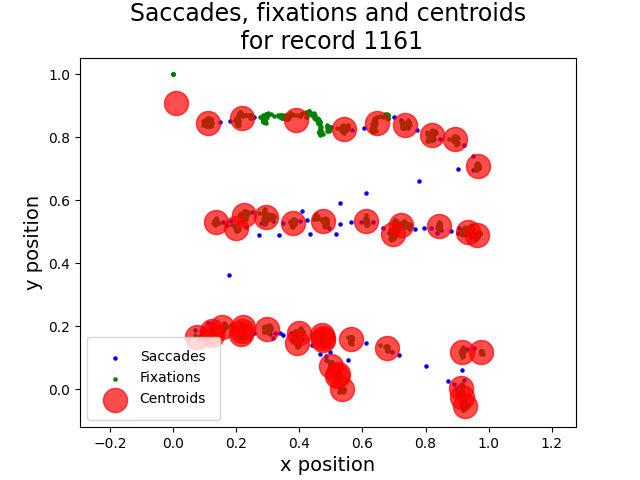 Saccades, fixations and centroids
for record 1161
1.0
0.8
0.6
0.4
0.2
0.0
y position
Saccades
Fixations
Centroids
−0.2
0.0
0.2
0.4
0.6
0.8
1.0
1.2
x position